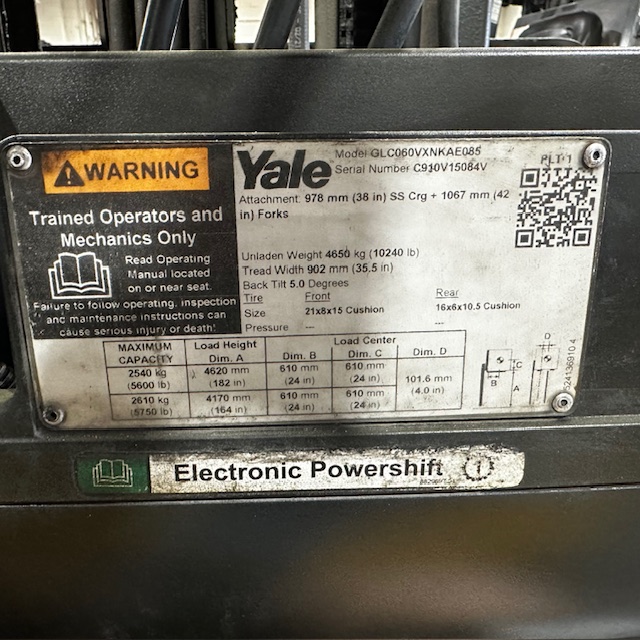 WARNING
Trained Operators and
Mechanics Only
Read Operating
Manual located
on or near seat.
Failure to follow operating, inspection
and maintenance instructions can
cause serious injury or death!
Yale
Model GLC060VXNKAE085
Serial Number C910V15084V
PLT 1
Attachment: 978 mm (38 in) SS Crg + 1067 mm (42
in) Forks
Unladen Weight 4650 kg (10240 lb)
Tread Width 902 mm (35.5 in)
Back Tilt 5.0 Degrees
Tire Front Rear
Size 21x8x15 Cushion 16x6x10.5 Cushion
Pressure --- ---
MAXIMUM CAPACITY Load Height Dim. A Load Center Dim. B Dim. C Dim. D
2540 kg (5600 lb) 4620 mm (182 in) 610 mm (24 in) 610 mm (24 in) 101.6 mm (4.0 in)
2610 kg (5750 lb) 4170 mm (164 in) 610 mm (24 in) 610 mm (24 in)
D
C
B
A
Electronic Powershift